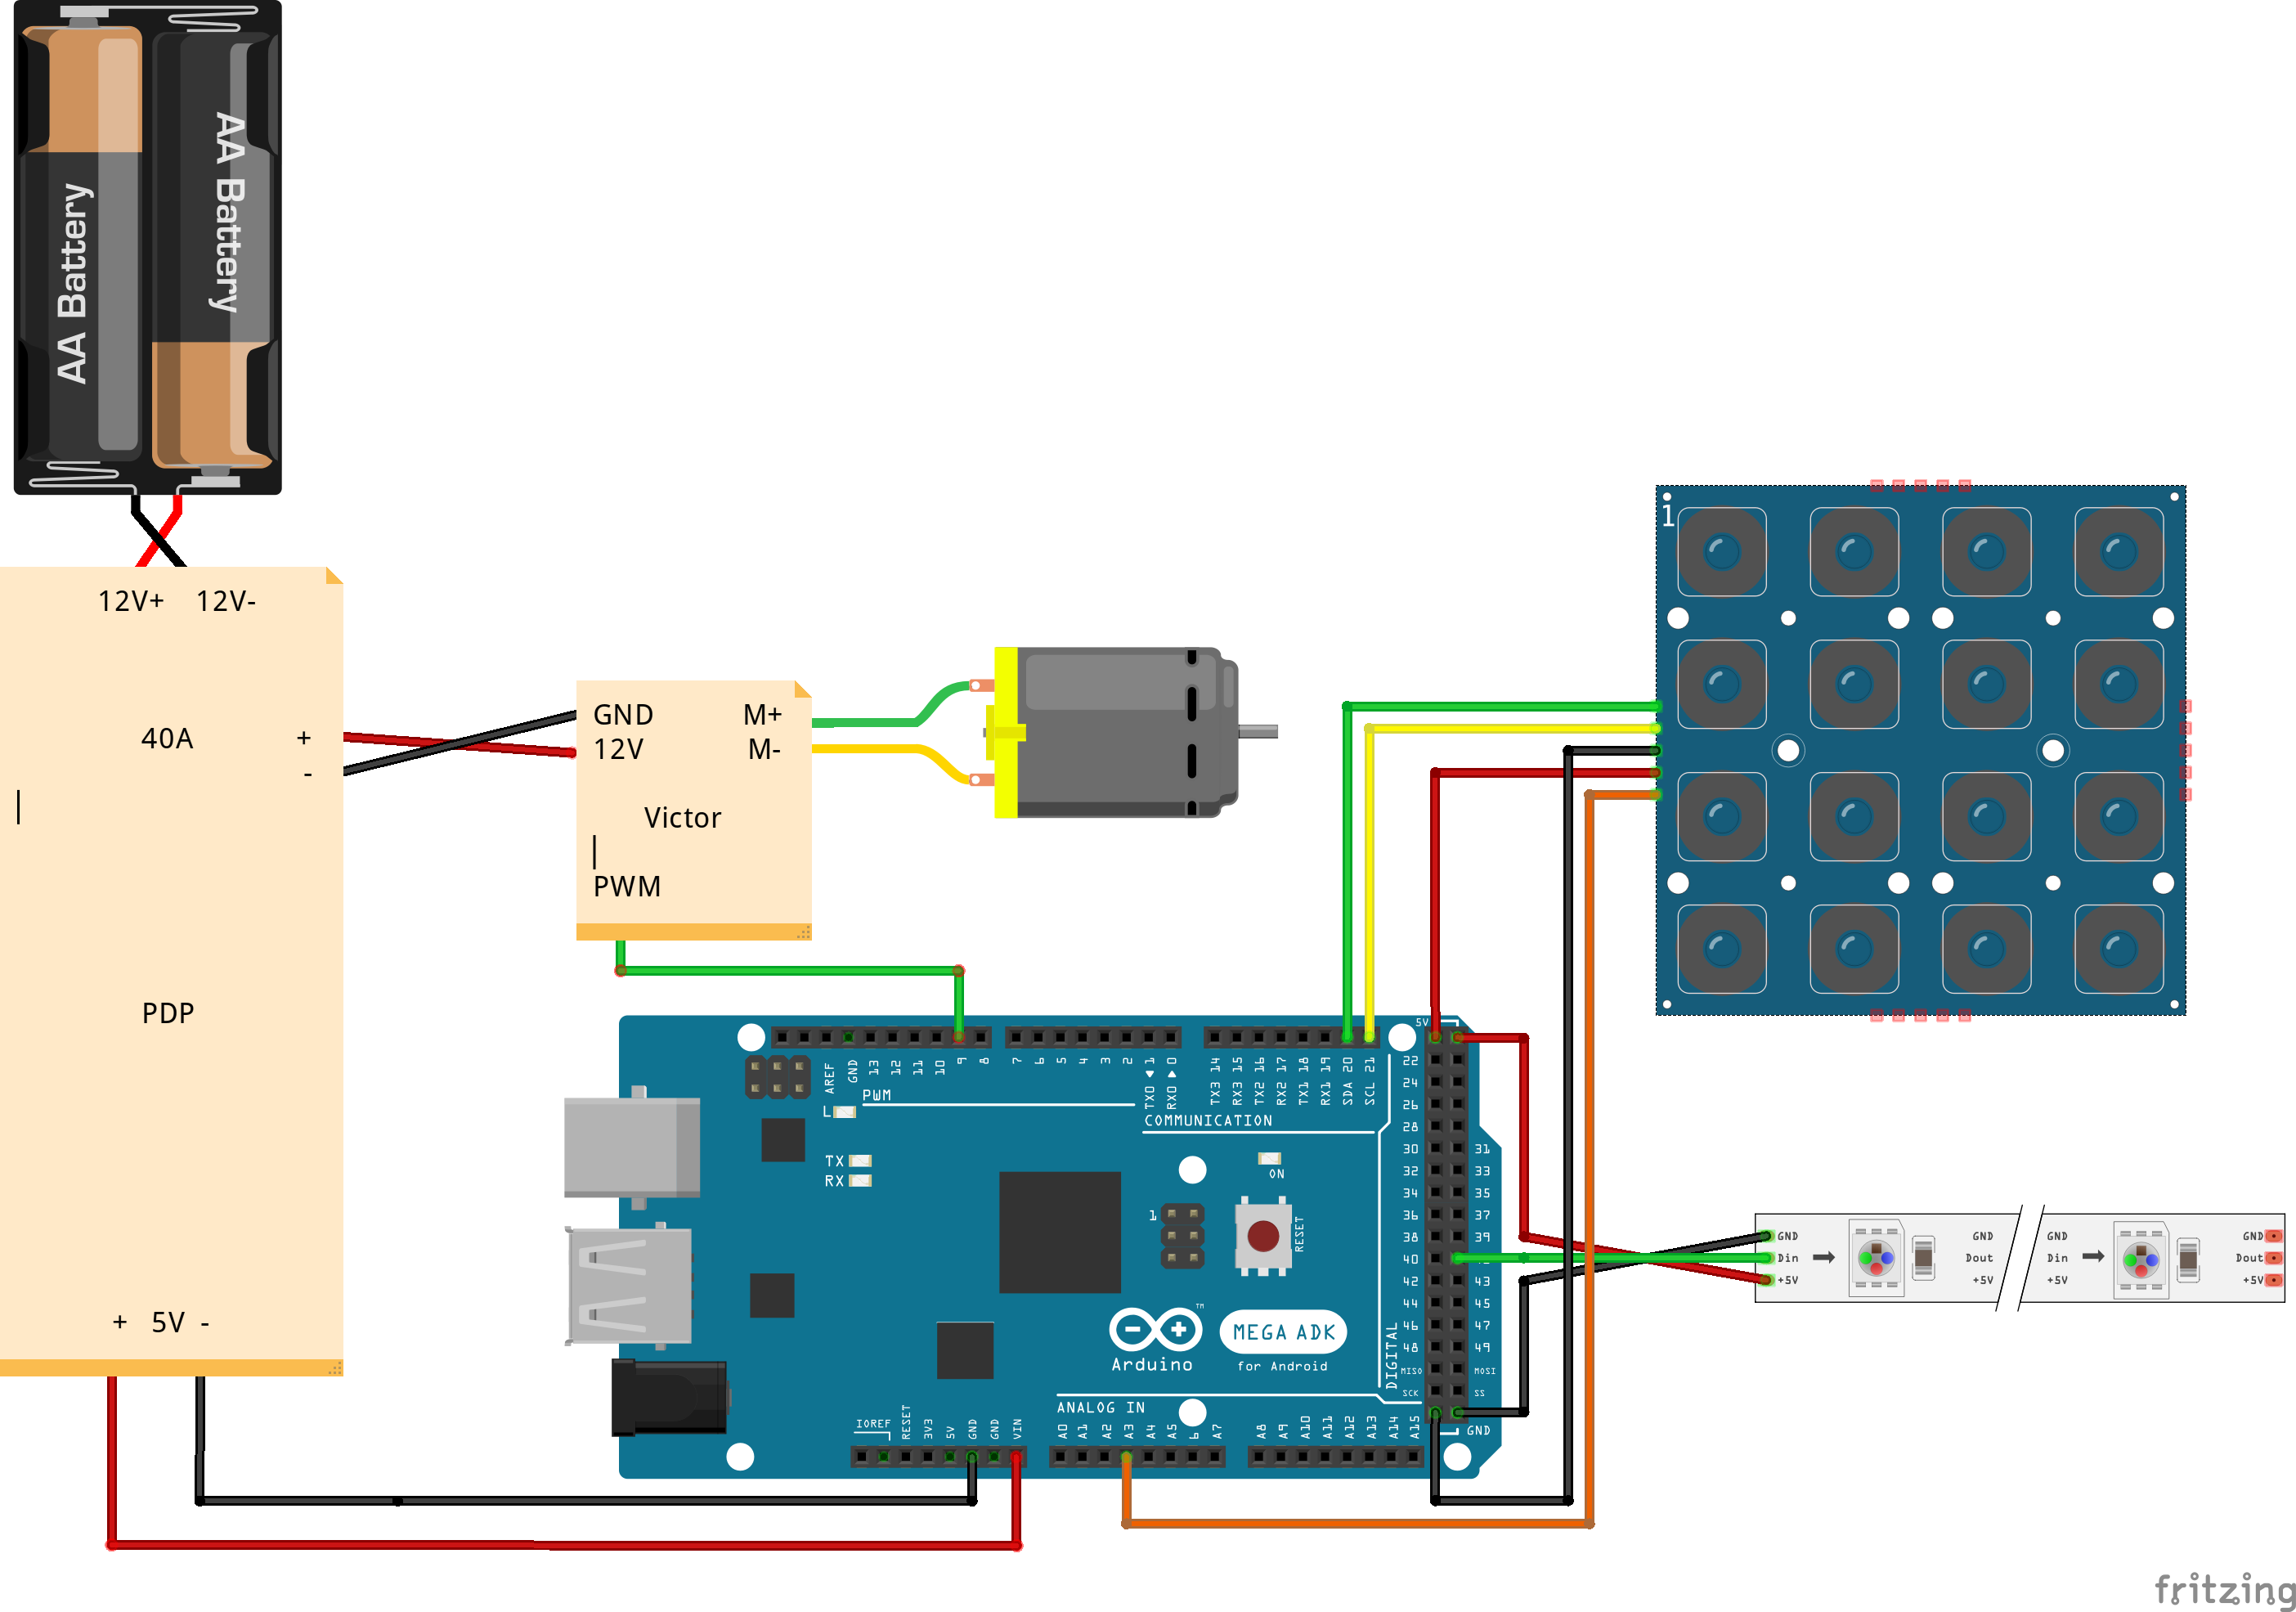 AA Battery
AA Battery
12V+ 12V-
40A +
-
PDP
+ 5V -
GND M+
12V M-
Victor
PWM
1
AREF
GND
13
12
11
10
9
8
7
6
5
4
3
2
TX0 1
RX0 0
TX3 14
RX3 15
TX2 16
RX2 17
TX1 18
RX1 19
SDA 20
SCL 21
5V
L
PWM
COMMUNICATION
TX
RX
ON
1
RESET
22
24
26
28
30 31
32 33
34 35
36 37
38 39
40
42 43
44 45
46 47
48 49
MISO MOSI
SCK SS
GND
DIGITAL
TM
Arduino
MEGA ADK
for Android
ANALOG IN
IOREF
RESET
3V3
5V
GND
GND
VIN
A0
A1
A2
A3
A4
A5
6
A7
A8
A9
A10
A11
A12
A13
A14
A15
GND GND GND GND
Din Dout Din Dout
+5V +5V +5V +5V
fritzing